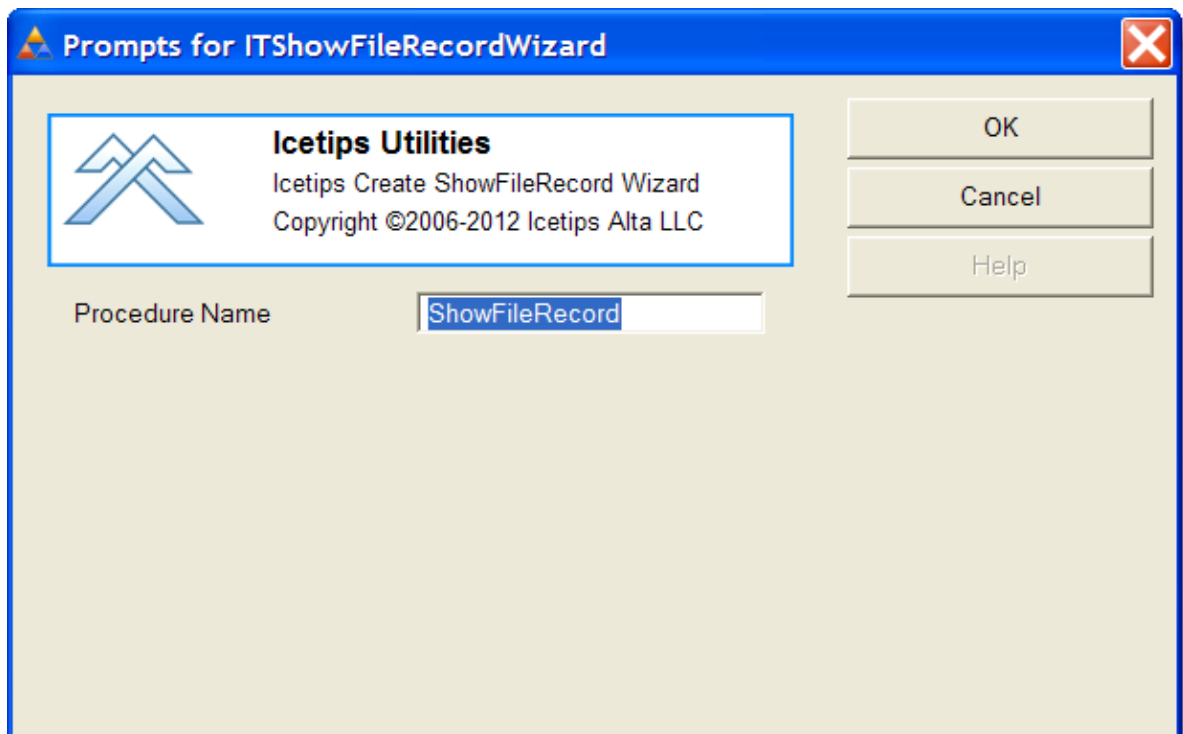 Prompts for ITShowFileRecordWizard
Icetips Utilities
Icetips Create ShowFileRecord Wizard
Copyright ©2006-2012 Icetips Alta LLC
OK
Cancel
Help
Procedure Name
ShowFileRecord